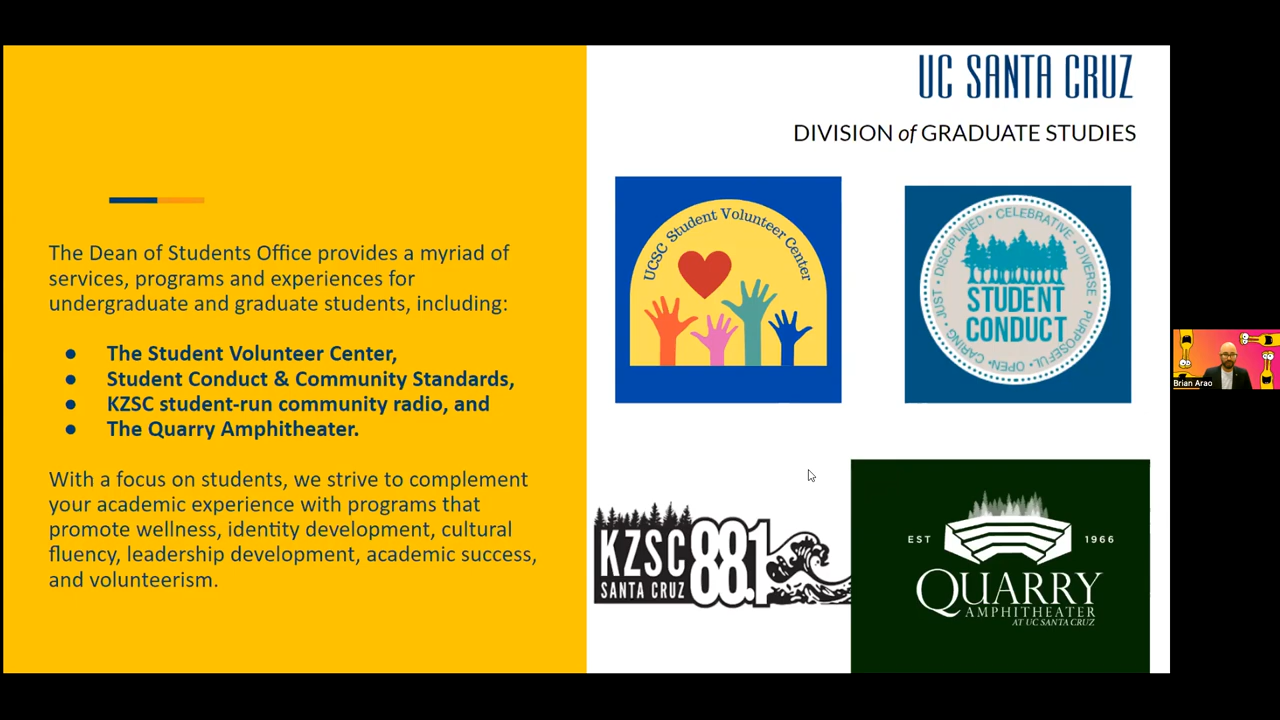 UC SANTA CRUZ
DIVISION of GRADUATE STUDIES
The Dean of Students Office provides a myriad of
services, programs and experiences for
undergraduate and graduate students, including:
● The Student Volunteer Center,
● Student Conduct & Community Standards,
● KZSC student-run community radio, and
● The Quarry Amphitheater.
With a focus on students, we strive to complement
your academic experience with programs that
promote wellness, identity development, cultural
fluency, leadership development, academic success,
and volunteerism.
UCSC Student Volunteer Center
DISCIPLINED • CELEBRATIVE • DIVERSE • PURPOSEFUL • OPEN • CARING • JUST •
STUDENT
CONDUCT
KZSC 88.1
SANTA CRUZ
EST 1966
QUARRY
AMPHITHEATER
AT UC SANTA CRUZ
Brian Arao